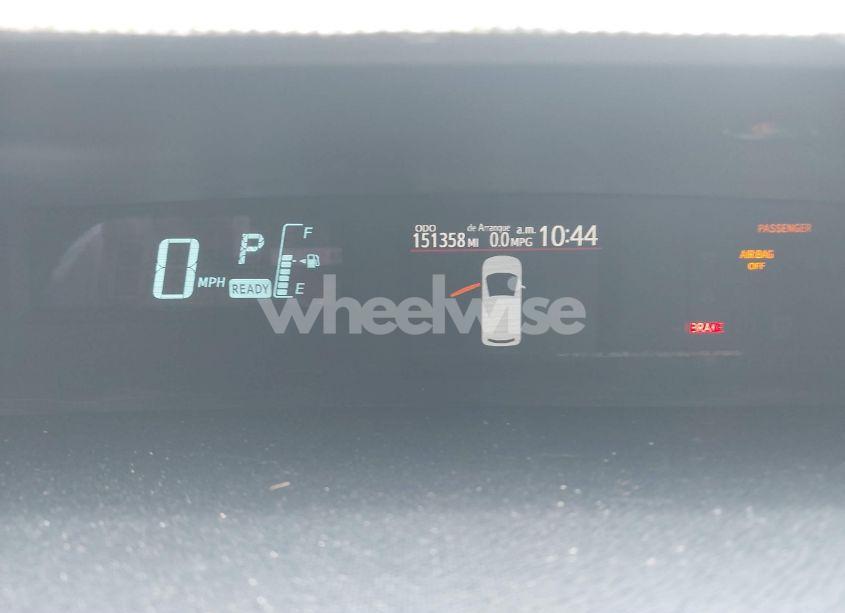 0 MPH
P
READY
F
E
ODO
151358 MI
de Arranque
0.0 MPG
a.m.
10:44
PASSENGER
AIRBAG
OFF
BRAKE
wheelwise